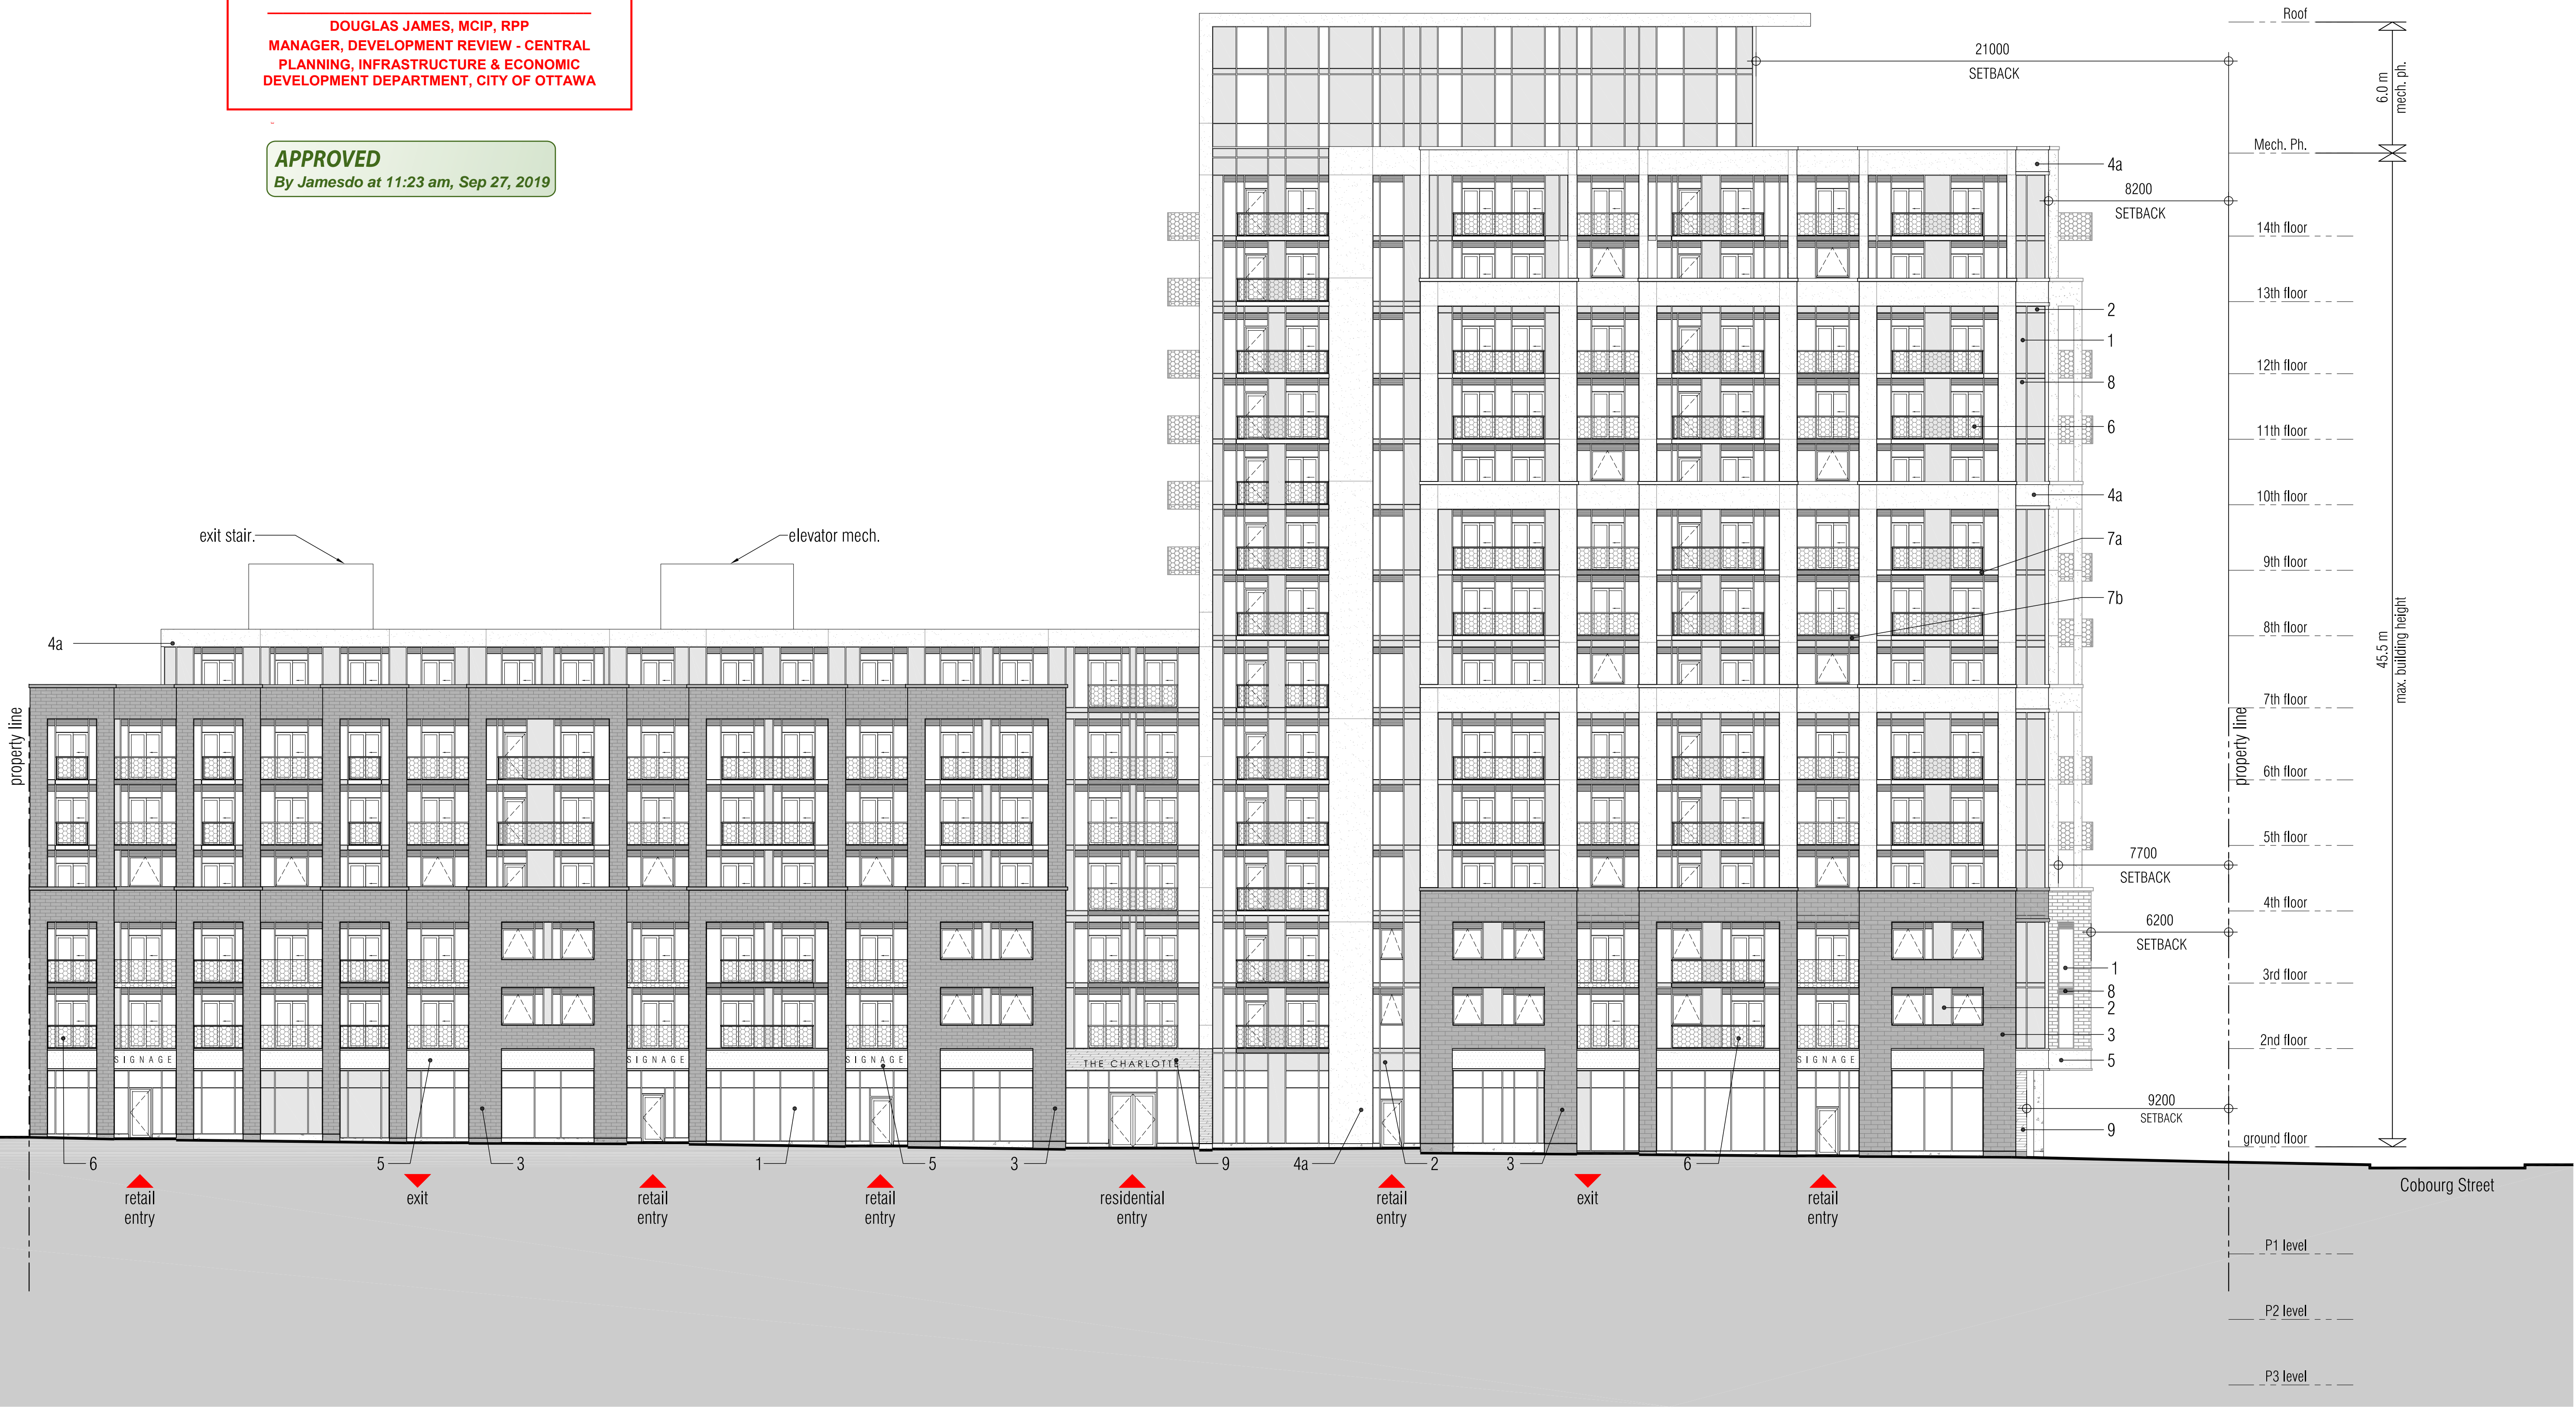 DOUGLAS JAMES, MCIP, RPP
MANAGER, DEVELOPMENT REVIEW - CENTRAL
PLANNING, INFRASTRUCTURE & ECONOMIC
DEVELOPMENT DEPARTMENT, CITY OF OTTAWA
APPROVED
By Jamesdo at 11:23 am, Sep 27, 2019
Roof
21000
SETBACK
6.0 m
mech. ph.
Mech. Ph.
4a
8200
SETBACK
14th floor
13th floor
2
1
12th floor
8
11th floor
6
10th floor
4a
7a
9th floor
7b
8th floor
45.5 m
max. building height
exit stair.
elevator mech.
4a
7th floor
property line
property line
6th floor
5th floor
7700
SETBACK
4th floor
6200
SETBACK
1
3rd floor
8
2
3
2nd floor
5
SIGNAGE
SIGNAGE
SIGNAGE
THE CHARLOTTE
SIGNAGE
9200
SETBACK
9
ground floor
6
5
3
1
5
3
9
4a
2
3
6
retail
entry
exit
retail
entry
retail
entry
residential
entry
retail
entry
exit
retail
entry
Cobourg Street
P1 level
P2 level
P3 level